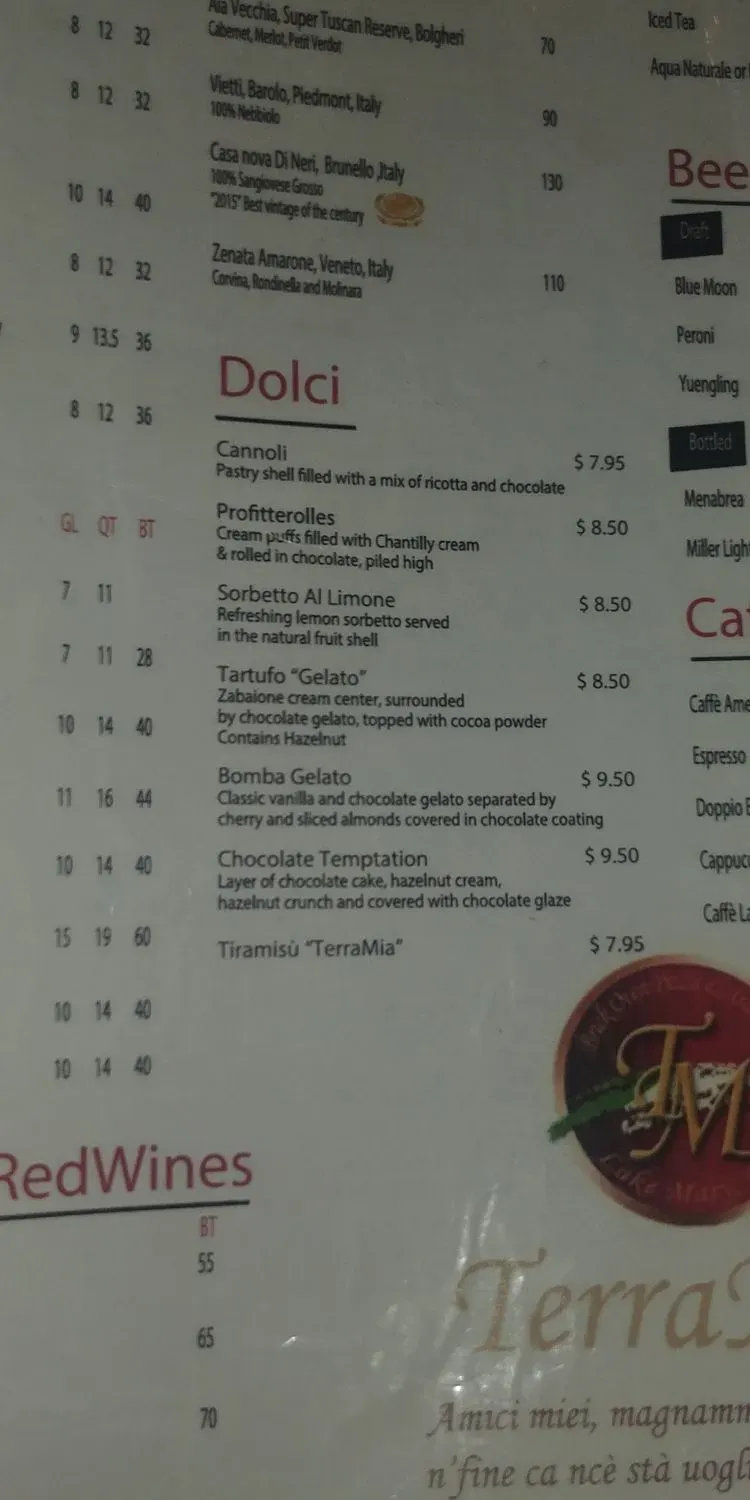 8 12 32
8 12 32
10 14 40
8 12 32
9 13.5 36
8 12 36
GL QT BT
7 11
7 11 28
10 14 40
11 16 44
10 14 40
15 19 60
10 14 40
10 14 40
RedWines
BT
55
65
70
Aia Vecchia, Super Tuscan Reserve, Bolgheri
Cabernet, Merlot, Petit Verdot 70
Vietti, Barolo, Piedmont, Italy
100% Nebbiolo 90
Casa nova Di Neri, Brunello ,Italy 130
100% Sangiovese Grosso
"2015" Best vintage of the century
Zenata Amarone, Veneto, Italy
Corvina, Rondinella and Molinara 110
Dolci
Cannoli $ 7.95
Pastry shell filled with a mix of ricotta and chocolate
Profitterolles $ 8.50
Cream puffs filled with Chantilly cream
& rolled in chocolate, piled high
Sorbetto Al Limone $ 8.50
Refreshing lemon sorbetto served
in the natural fruit shell
Tartufo "Gelato" $ 8.50
Zabaione cream center, surrounded
by chocolate gelato, topped with cocoa powder
Contains Hazelnut
Bomba Gelato $ 9.50
Classic vanilla and chocolate gelato separated by
cherry and sliced almonds covered in chocolate coating
Chocolate Temptation $ 9.50
Layer of chocolate cake, hazelnut cream,
hazelnut crunch and covered with chocolate glaze
Tiramisù "TerraMia" $ 7.95
Iced Tea
Aqua Naturale or
Bee
Draft
Blue Moon
Peroni
Yuengling
Bottled
Menabrea
Miller Ligh
Ca
Caffè Ame
Espresso
Doppio E
Cappuc
Caffè La
TM
Lake Mary
Terra
Amici miei, magnam
n'fine ca ncè stà uogl